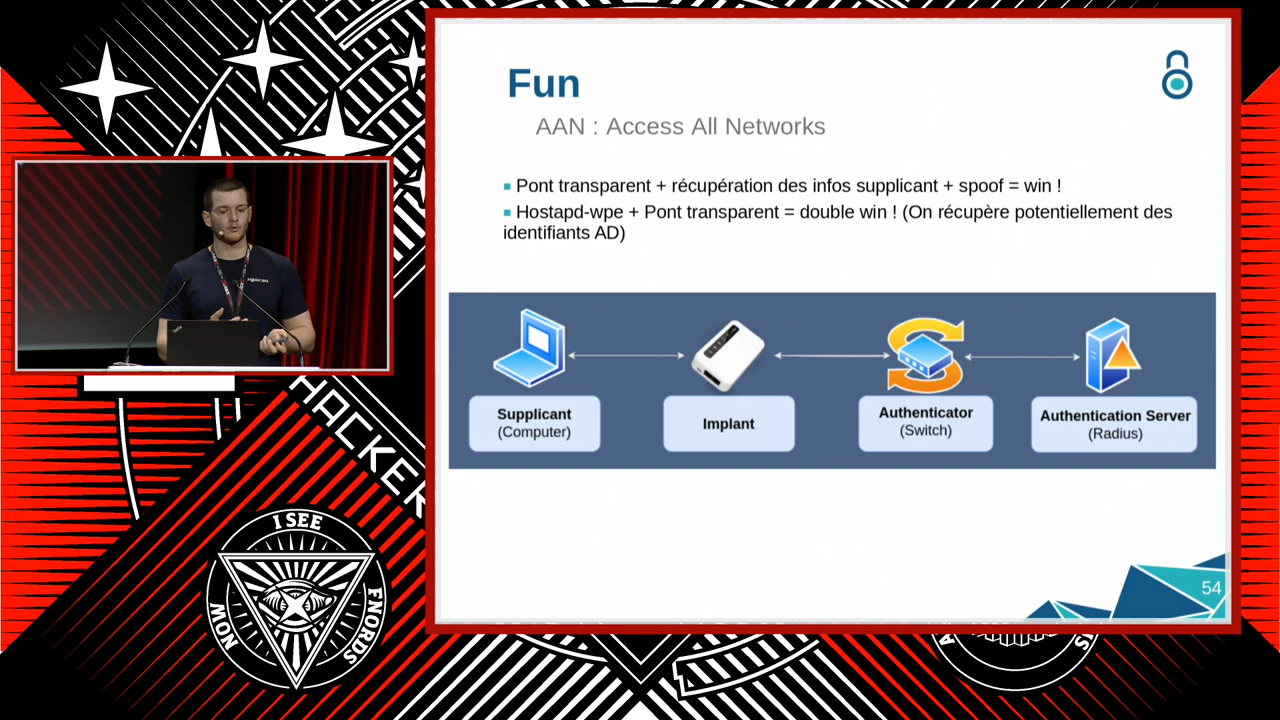 Fun
AAN : Access All Networks
Pont transparent + récupération des infos supplicant + spoof = win !
Hostapd-wpe + Pont transparent = double win ! (On récupère potentiellement des
identifiants AD)
Supplicant
(Computer)
Implant
Authenticator
(Switch)
Authentication Server
(Radius)
54
HACKER
I SEE
FNORDS
NOW